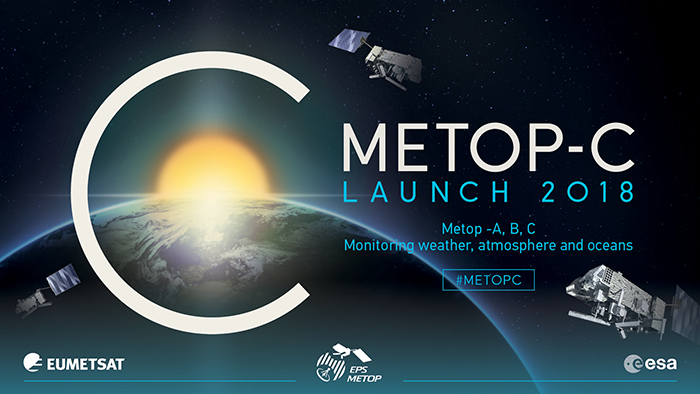 C
METOP-C
LAUNCH 2018
Metop -A, B, C
Monitoring weather, atmosphere and oceans
#METOPC
EUMETSAT
EPS
METOP
esa